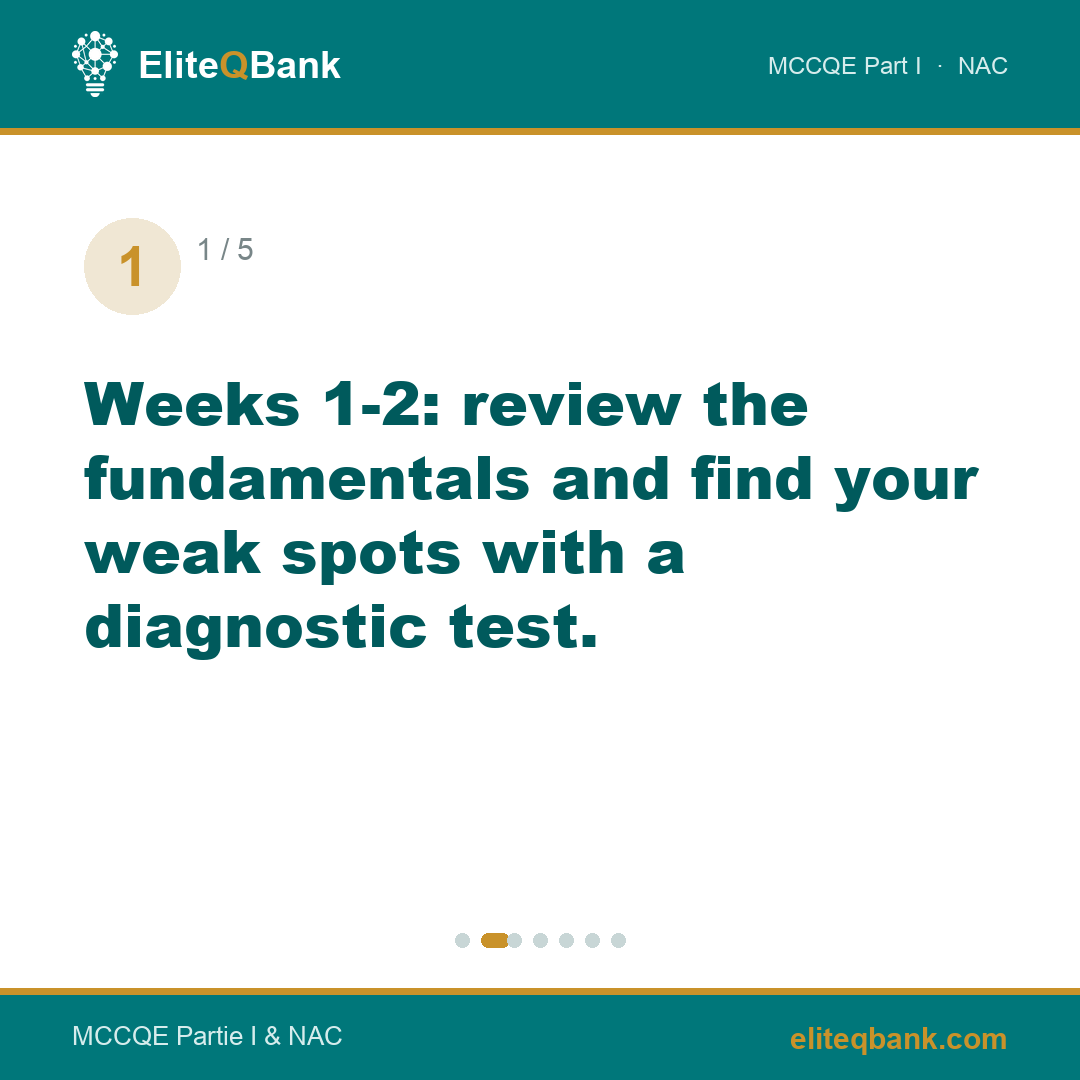 EliteQBank
MCCQE Part I · NAC
1
1 / 5
Weeks 1-2: review the
fundamentals and find your
weak spots with a
diagnostic test.
MCCQE Partie I & NAC
eliteqbank.com